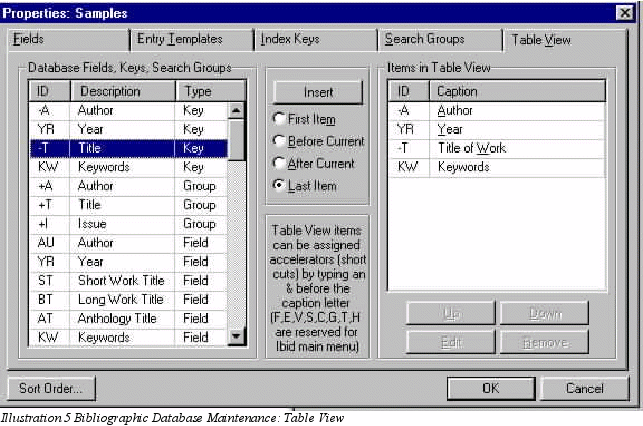 Properties: Samples
Fields Entry Templates Index Keys Search Groups Table View
Database Fields, Keys, Search Groups
ID Description Type
-A Author Key
YR Year Key
-T Title Key
KW Keywords Key
+A Author Group
+T Title Group
+I Issue Group
AU Author Field
YR Year Field
ST Short Work Title Field
BT Long Work Title Field
AT Anthology Title Field
KW Keywords Field
Insert
First Item
Before Current
After Current
Last Item
Table View items
can be assigned
accelerators (short
cuts) by typing an
& before the
caption letter
(F,E,V,S,C,G,T,H
are reserved for
Ibid main menu)
Items in Table View
ID Caption
-A Author
YR Year
-T Title of Work
KW Keywords
Up Down
Edit Remove
Sort Order... OK Cancel
Illustration 5 Bibliographic Database Maintenance: Table View